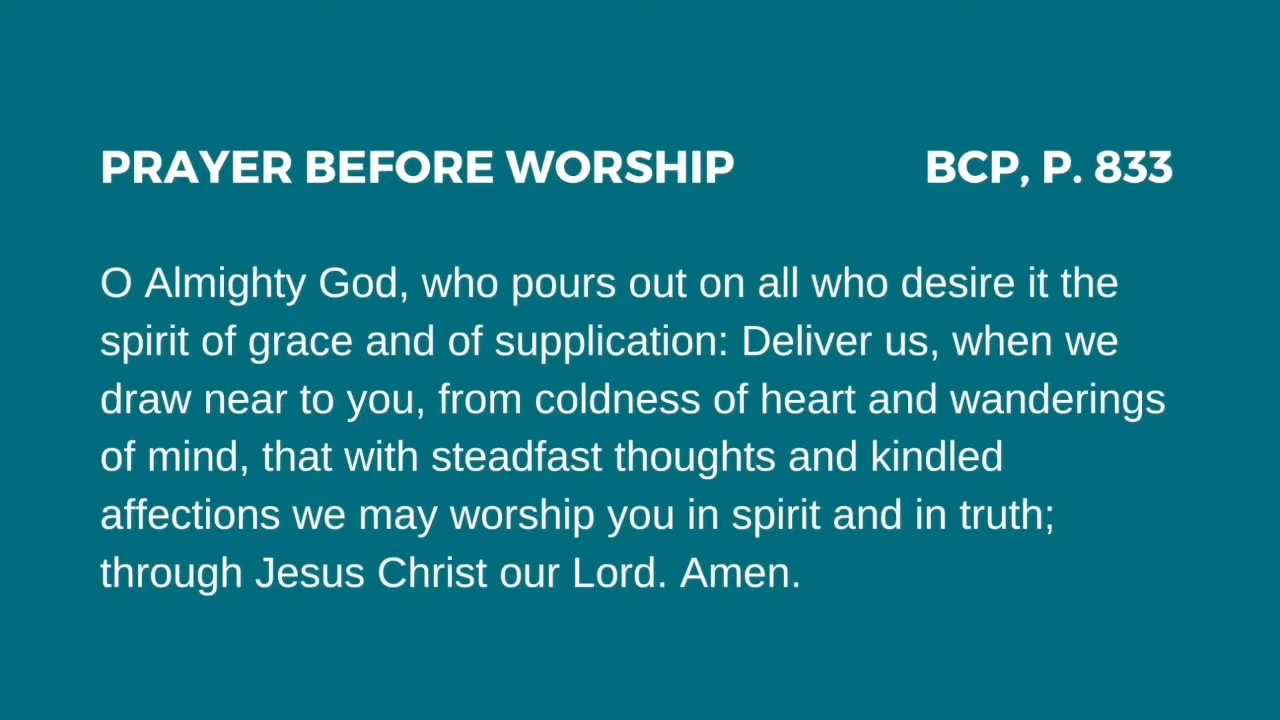 PRAYER BEFORE WORSHIP BCP, P. 833
O Almighty God, who pours out on all who desire it the
spirit of grace and of supplication: Deliver us, when we
draw near to you, from coldness of heart and wanderings
of mind, that with steadfast thoughts and kindled
affections we may worship you in spirit and in truth;
through Jesus Christ our Lord. Amen.